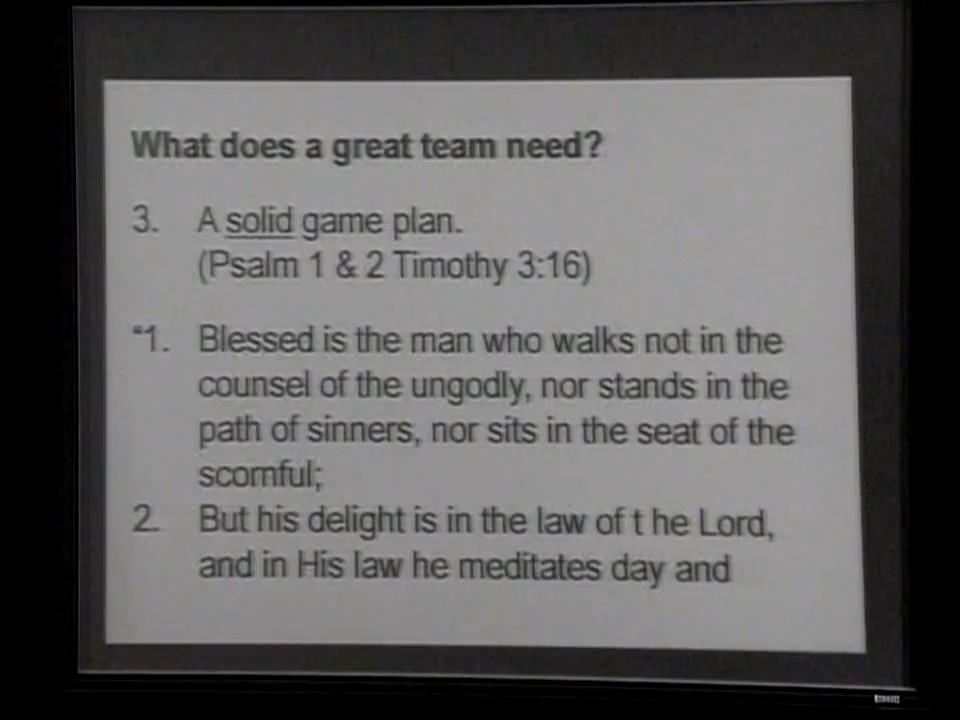 What does a great team need?
3. A solid game plan.
(Psalm 1 & 2 Timothy 3:16)
“1. Blessed is the man who walks not in the
counsel of the ungodly, nor stands in the
path of sinners, nor sits in the seat of the
scornful;
2. But his delight is in the law of t he Lord,
and in His law he meditates day and